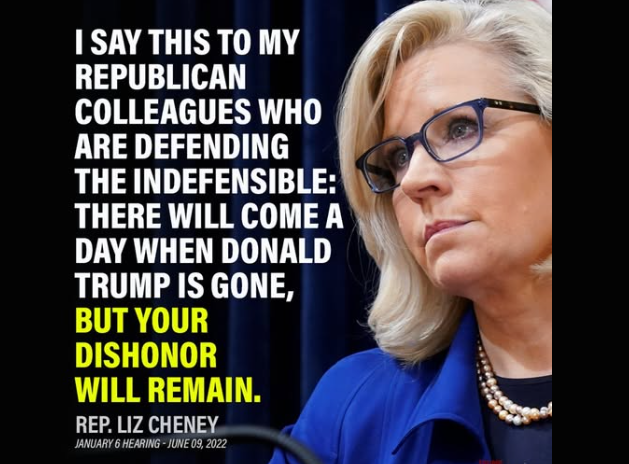 I SAY THIS TO MY
REPUBLICAN
COLLEAGUES WHO
ARE DEFENDING
THE INDEFENSIBLE:
THERE WILL COME A
DAY WHEN DONALD
TRUMP IS GONE,
BUT YOUR
DISHONOR
WILL REMAIN.
REP. LIZ CHENEY
JANUARY 6 HEARING - JUNE 09, 2022